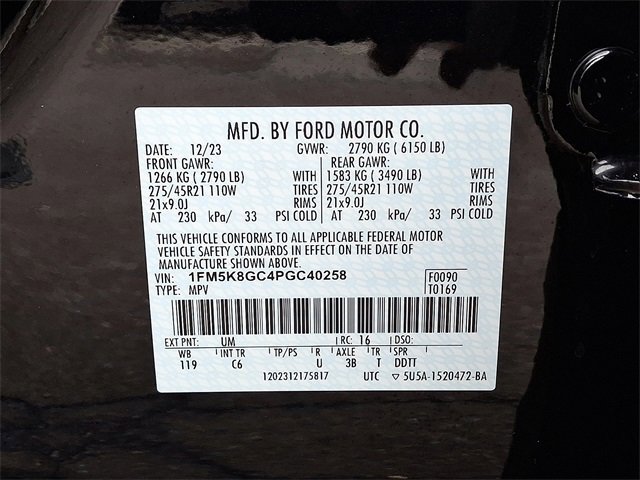 MFD. BY FORD MOTOR CO.
DATE: 12/23 GVWR: 2790 KG ( 6150 LB)
FRONT GAWR: REAR GAWR:
1266 KG ( 2790 LB) WITH 1583 KG ( 3490 LB) WITH
275/45R21 110W TIRES 275/45R21 110W TIRES
21x9.0J RIMS 21x9.0J RIMS
AT 230 kPa/ 33 PSI COLD AT 230 kPa/ 33 PSI COLD
THIS VEHICLE CONFORMS TO ALL APPLICABLE FEDERAL MOTOR
VEHICLE SAFETY STANDARDS IN EFFECT ON THE DATE OF
MANUFACTURE SHOWN ABOVE.
VIN: 1FM5K8GC4PGC40258 F0090
TYPE: MPV T0169
EXT PNT: UM RC: 16 DSO:
WB INT TR TP/PS R AXLE TR SPR
119 C6 U 3B T DDTT
1202312175817 UTC ▽ 5U5A-1520472-BA